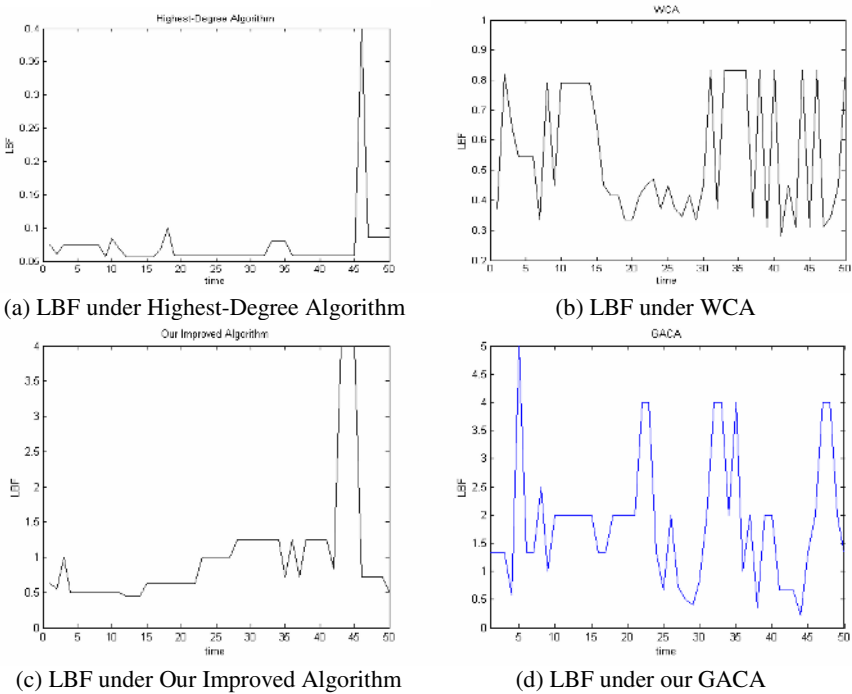 Highest-Degree Algorithm
0.4
0.35
0.3
0.25
0.2
0.15
0.1
0.05
LBF
0 5 10 15 20 25 30 35 40 45 50
time
(a) LBF under Highest-Degree Algorithm
WCA
1
0.9
0.8
0.7
0.6
0.5
0.4
0.3
0.2
LBF
0 5 10 15 20 25 30 35 40 45 50
time
(b) LBF under WCA
Our Improved Algorithm
4
3.5
3
2.5
2
1.5
1
0.5
0
LBF
0 5 10 15 20 25 30 35 40 45 50
time
(c) LBF under Our Improved Algorithm
GACA
5
4.5
4
3.5
3
2.5
2
1.5
1
0.5
0
LBF
5 10 15 20 25 30 35 40 45 50
time
(d) LBF under our GACA